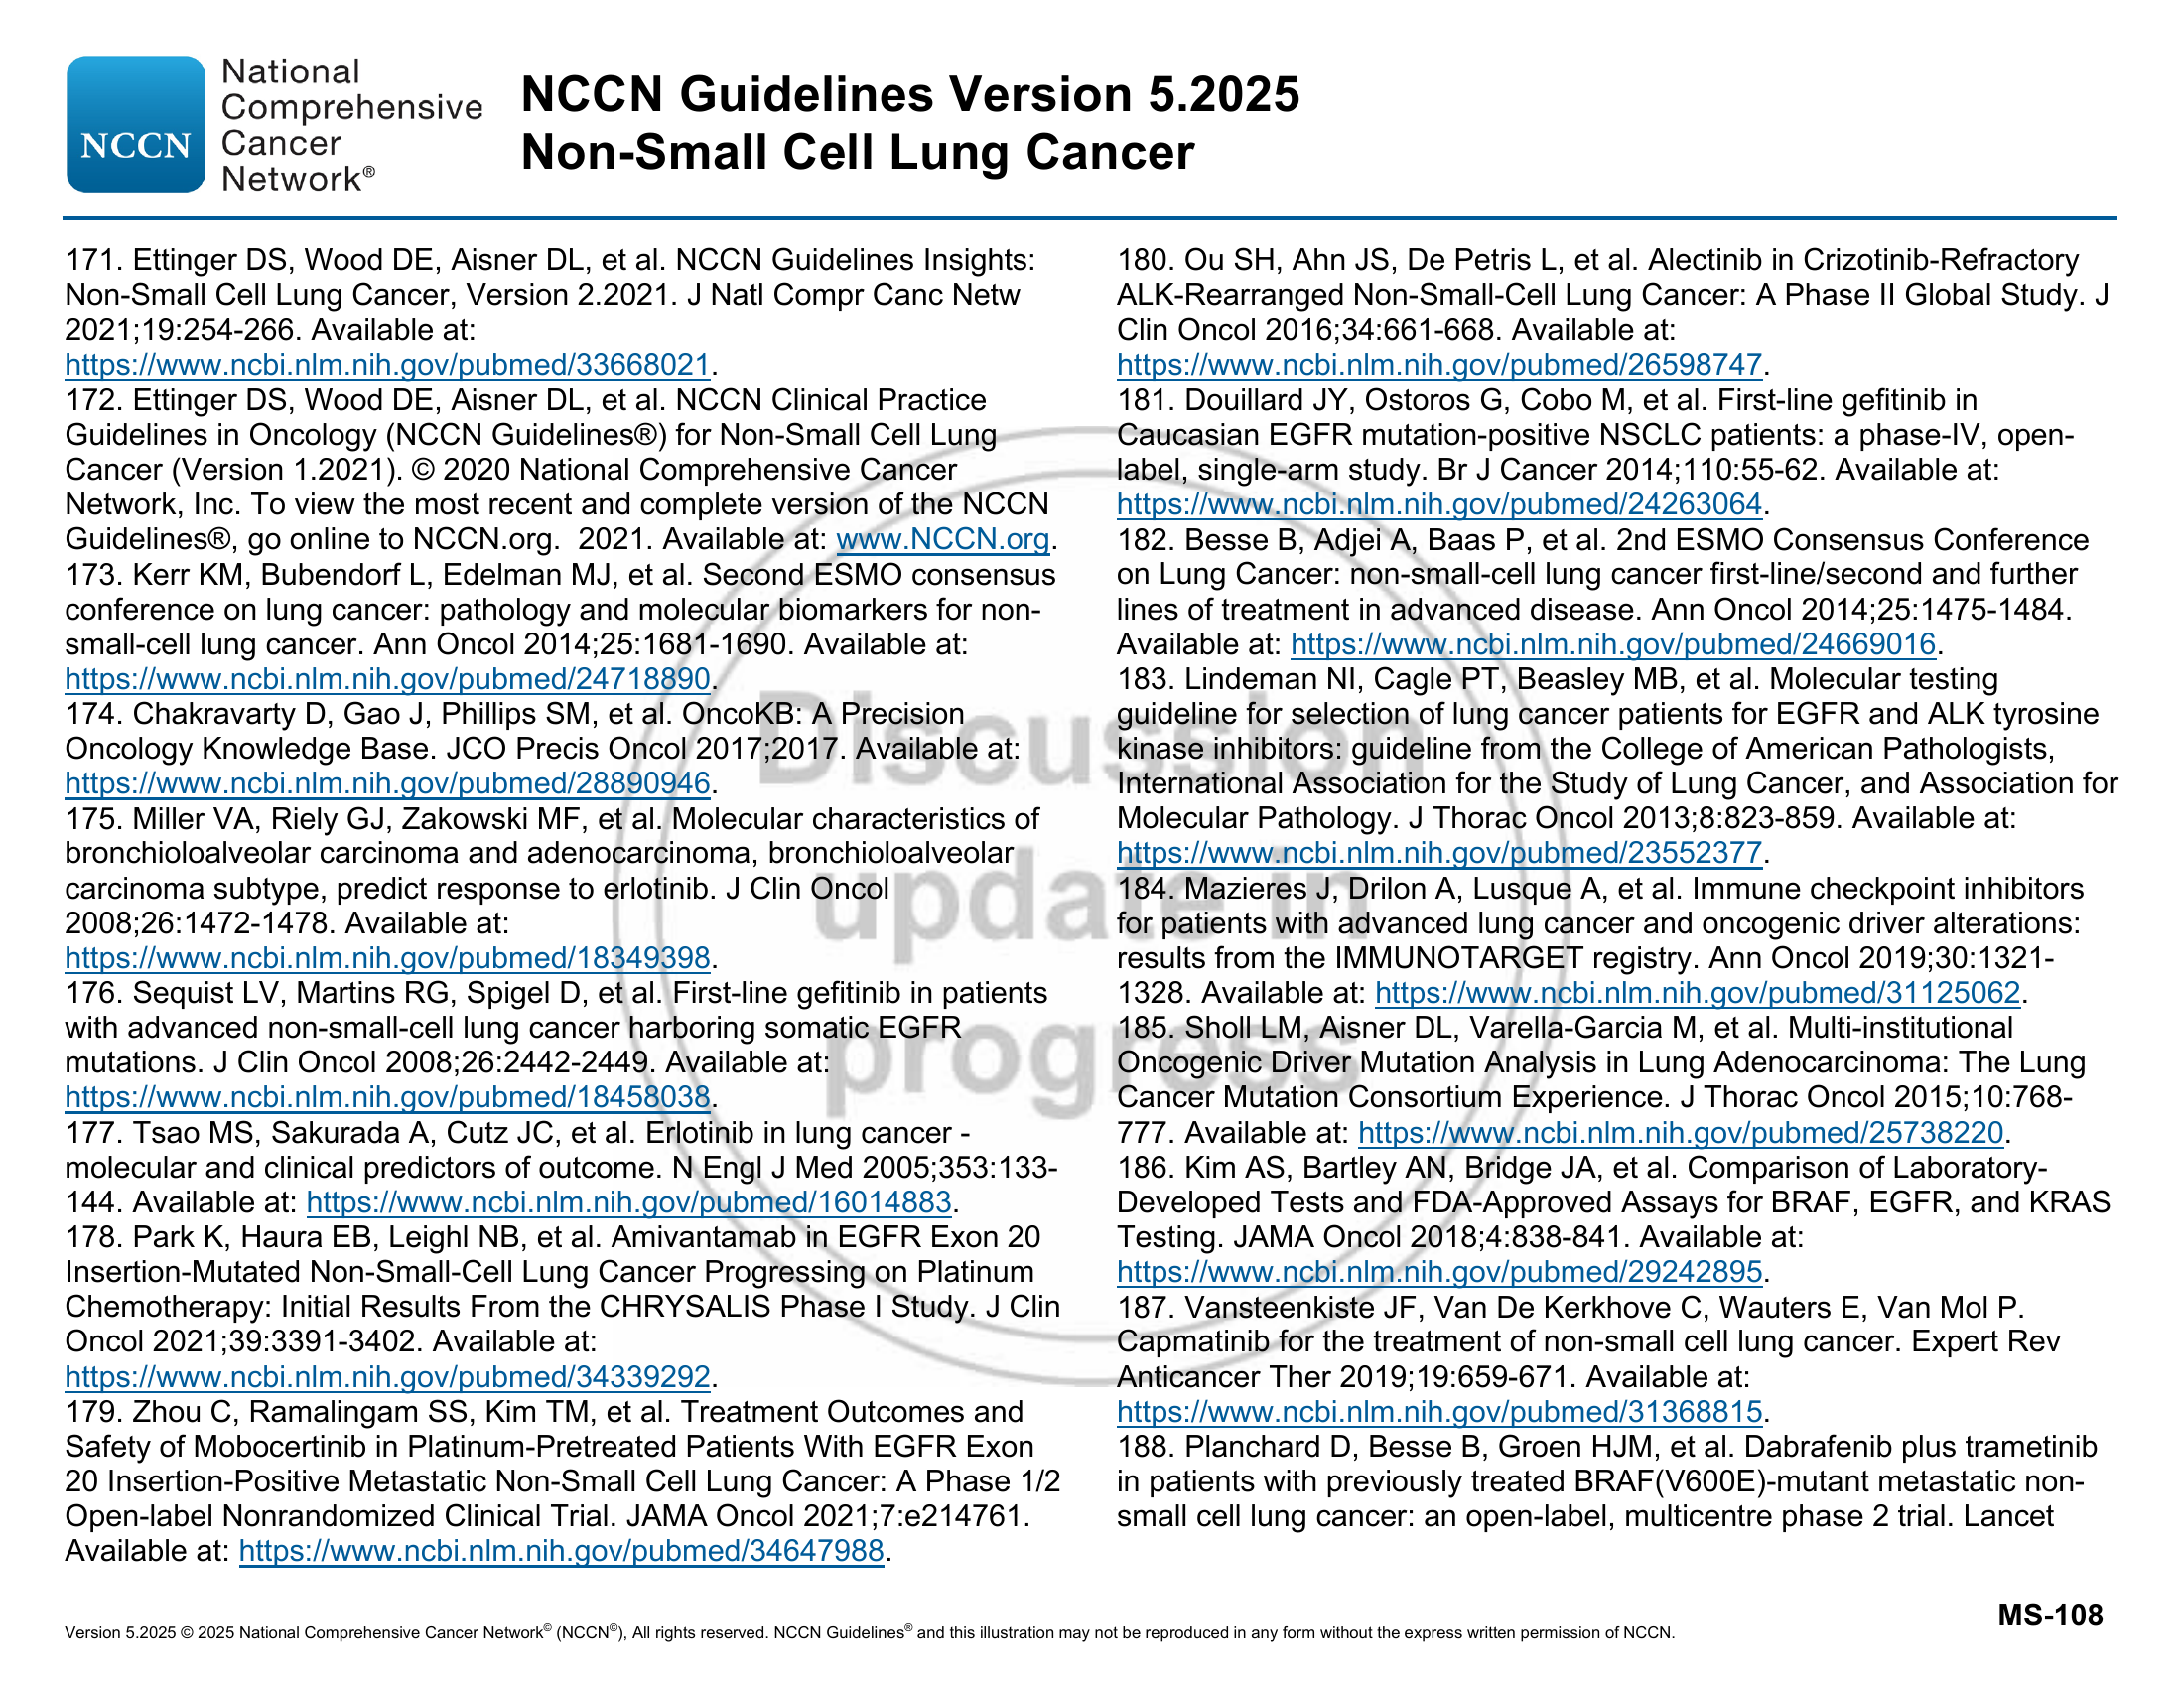 NCCN
National
Comprehensive
Cancer
Network®
NCCN Guidelines Version 5.2025
Non-Small Cell Lung Cancer
171. Ettinger DS, Wood DE, Aisner DL, et al. NCCN Guidelines Insights:
Non-Small Cell Lung Cancer, Version 2.2021. J Natl Compr Canc Netw
2021;19:254-266. Available at:
https://www.ncbi.nlm.nih.gov/pubmed/33668021.
172. Ettinger DS, Wood DE, Aisner DL, et al. NCCN Clinical Practice
Guidelines in Oncology (NCCN Guidelines®) for Non-Small Cell Lung
Cancer (Version 1.2021). © 2020 National Comprehensive Cancer
Network, Inc. To view the most recent and complete version of the NCCN
Guidelines®, go online to NCCN.org.  2021. Available at: www.NCCN.org.
173. Kerr KM, Bubendorf L, Edelman MJ, et al. Second ESMO consensus
conference on lung cancer: pathology and molecular biomarkers for non-
small-cell lung cancer. Ann Oncol 2014;25:1681-1690. Available at:
https://www.ncbi.nlm.nih.gov/pubmed/24718890.
174. Chakravarty D, Gao J, Phillips SM, et al. OncoKB: A Precision
Oncology Knowledge Base. JCO Precis Oncol 2017;2017. Available at:
https://www.ncbi.nlm.nih.gov/pubmed/28890946.
175. Miller VA, Riely GJ, Zakowski MF, et al. Molecular characteristics of
bronchioloalveolar carcinoma and adenocarcinoma, bronchioloalveolar
carcinoma subtype, predict response to erlotinib. J Clin Oncol
2008;26:1472-1478. Available at:
https://www.ncbi.nlm.nih.gov/pubmed/18349398.
176. Sequist LV, Martins RG, Spigel D, et al. First-line gefitinib in patients
with advanced non-small-cell lung cancer harboring somatic EGFR
mutations. J Clin Oncol 2008;26:2442-2449. Available at:
https://www.ncbi.nlm.nih.gov/pubmed/18458038.
177. Tsao MS, Sakurada A, Cutz JC, et al. Erlotinib in lung cancer -
molecular and clinical predictors of outcome. N Engl J Med 2005;353:133-
144. Available at: https://www.ncbi.nlm.nih.gov/pubmed/16014883.
178. Park K, Haura EB, Leighl NB, et al. Amivantamab in EGFR Exon 20
Insertion-Mutated Non-Small-Cell Lung Cancer Progressing on Platinum
Chemotherapy: Initial Results From the CHRYSALIS Phase I Study. J Clin
Oncol 2021;39:3391-3402. Available at:
https://www.ncbi.nlm.nih.gov/pubmed/34339292.
179. Zhou C, Ramalingam SS, Kim TM, et al. Treatment Outcomes and
Safety of Mobocertinib in Platinum-Pretreated Patients With EGFR Exon
20 Insertion-Positive Metastatic Non-Small Cell Lung Cancer: A Phase 1/2
Open-label Nonrandomized Clinical Trial. JAMA Oncol 2021;7:e214761.
Available at: https://www.ncbi.nlm.nih.gov/pubmed/34647988.
180. Ou SH, Ahn JS, De Petris L, et al. Alectinib in Crizotinib-Refractory
ALK-Rearranged Non-Small-Cell Lung Cancer: A Phase II Global Study. J
Clin Oncol 2016;34:661-668. Available at:
https://www.ncbi.nlm.nih.gov/pubmed/26598747.
181. Douillard JY, Ostoros G, Cobo M, et al. First-line gefitinib in
Caucasian EGFR mutation-positive NSCLC patients: a phase-IV, open-
label, single-arm study. Br J Cancer 2014;110:55-62. Available at:
https://www.ncbi.nlm.nih.gov/pubmed/24263064.
182. Besse B, Adjei A, Baas P, et al. 2nd ESMO Consensus Conference
on Lung Cancer: non-small-cell lung cancer first-line/second and further
lines of treatment in advanced disease. Ann Oncol 2014;25:1475-1484.
Available at: https://www.ncbi.nlm.nih.gov/pubmed/24669016.
183. Lindeman NI, Cagle PT, Beasley MB, et al. Molecular testing
guideline for selection of lung cancer patients for EGFR and ALK tyrosine
kinase inhibitors: guideline from the College of American Pathologists,
International Association for the Study of Lung Cancer, and Association for
Molecular Pathology. J Thorac Oncol 2013;8:823-859. Available at:
https://www.ncbi.nlm.nih.gov/pubmed/23552377.
184. Mazieres J, Drilon A, Lusque A, et al. Immune checkpoint inhibitors
for patients with advanced lung cancer and oncogenic driver alterations:
results from the IMMUNOTARGET registry. Ann Oncol 2019;30:1321-
1328. Available at: https://www.ncbi.nlm.nih.gov/pubmed/31125062.
185. Sholl LM, Aisner DL, Varella-Garcia M, et al. Multi-institutional
Oncogenic Driver Mutation Analysis in Lung Adenocarcinoma: The Lung
Cancer Mutation Consortium Experience. J Thorac Oncol 2015;10:768-
777. Available at: https://www.ncbi.nlm.nih.gov/pubmed/25738220.
186. Kim AS, Bartley AN, Bridge JA, et al. Comparison of Laboratory-
Developed Tests and FDA-Approved Assays for BRAF, EGFR, and KRAS
Testing. JAMA Oncol 2018;4:838-841. Available at:
https://www.ncbi.nlm.nih.gov/pubmed/29242895.
187. Vansteenkiste JF, Van De Kerkhove C, Wauters E, Van Mol P.
Capmatinib for the treatment of non-small cell lung cancer. Expert Rev
Anticancer Ther 2019;19:659-671. Available at:
https://www.ncbi.nlm.nih.gov/pubmed/31368815.
188. Planchard D, Besse B, Groen HJM, et al. Dabrafenib plus trametinib
in patients with previously treated BRAF(V600E)-mutant metastatic non-
small cell lung cancer: an open-label, multicentre phase 2 trial. Lancet
Discussion
update in
progress
MS-108
Version 5.2025 © 2025 National Comprehensive Cancer Network© (NCCN©), All rights reserved. NCCN Guidelines® and this illustration may not be reproduced in any form without the express written permission of NCCN.